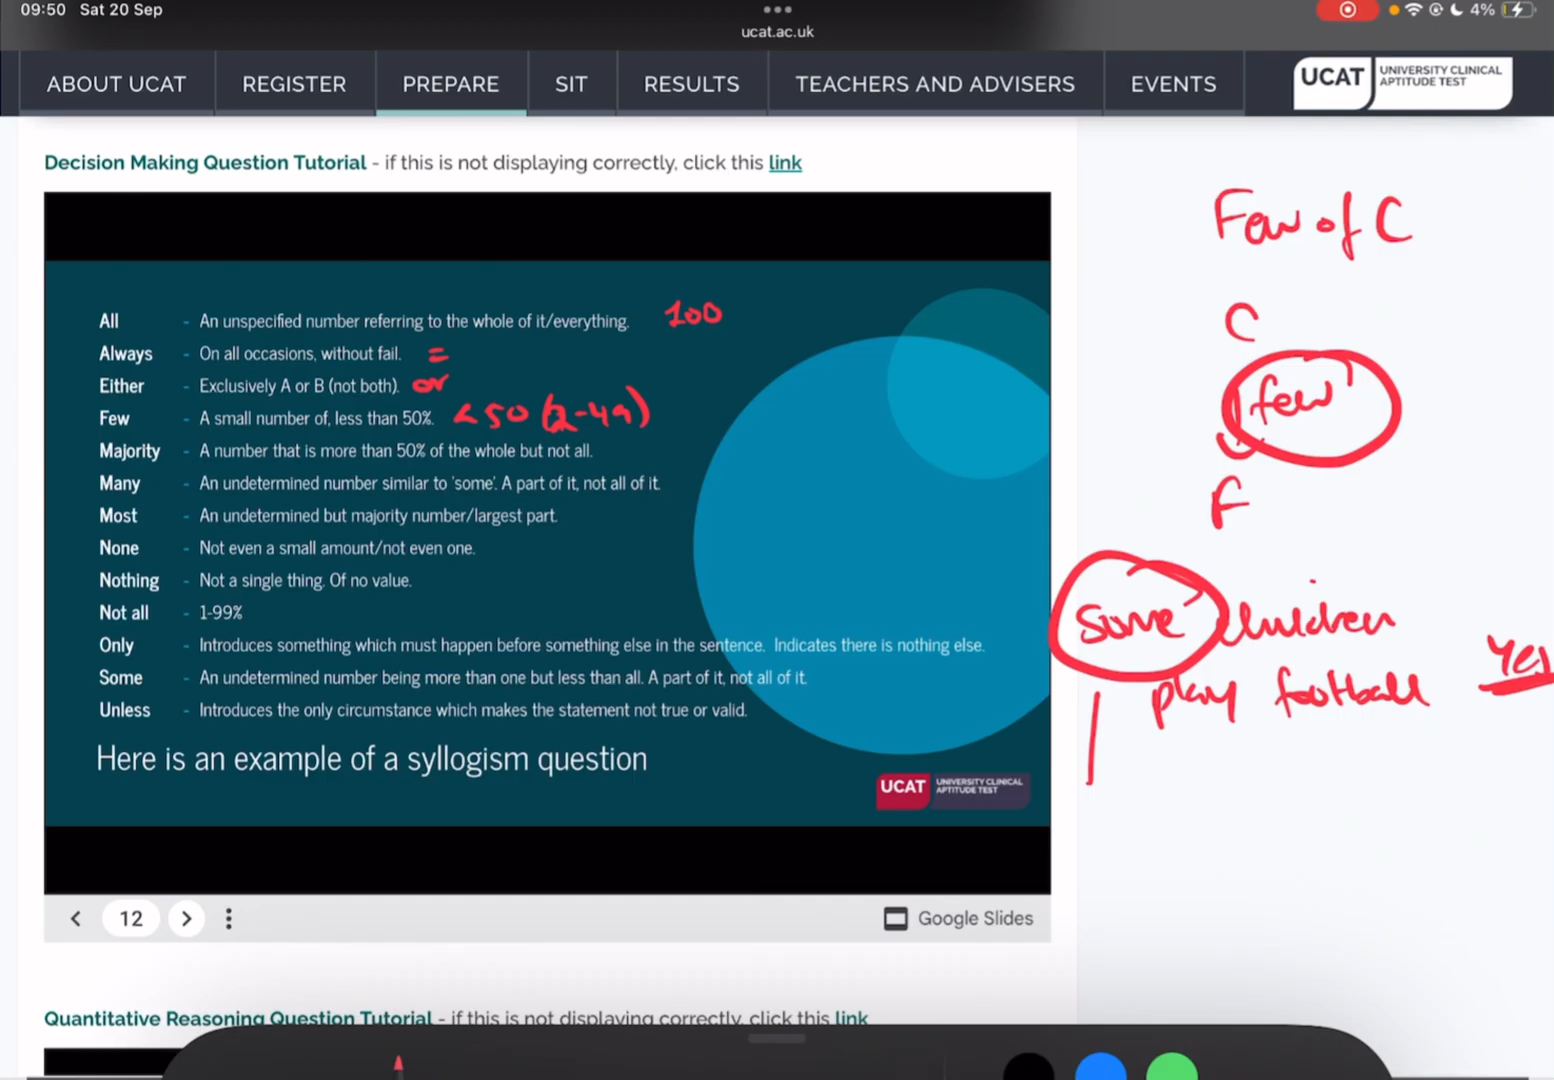 09:50 Sat 20 Sep
4%
ucat.ac.uk
ABOUT UCAT REGISTER PREPARE SIT RESULTS TEACHERS AND ADVISERS EVENTS
UCAT UNIVERSITY CLINICAL APTITUDE TEST
Decision Making Question Tutorial - if this is not displaying correctly, click this link
All - An unspecified number referring to the whole of it/everything. 100
Always - On all occasions, without fail. =
Either - Exclusively A or B (not both). or
Few - A small number of, less than 50%. <50 (2-49)
Majority - A number that is more than 50% of the whole but not all.
Many - An undetermined number similar to 'some'. A part of it, not all of it.
Most - An undetermined but majority number/largest part.
None - Not even a small amount/not even one.
Nothing - Not a single thing. Of no value.
Not all - 1-99%
Only - Introduces something which must happen before something else in the sentence. Indicates there is nothing else.
Some - An undetermined number being more than one but less than all. A part of it, not all of it.
Unless - Introduces the only circumstance which makes the statement not true or valid.
Here is an example of a syllogism question
UCAT UNIVERSITY CLINICAL APTITUDE TEST
Few of C
C
few
F
some children
play football
Yes
12
Google Slides
Quantitative Reasoning Question Tutorial - if this is not displaying correctly, click this link